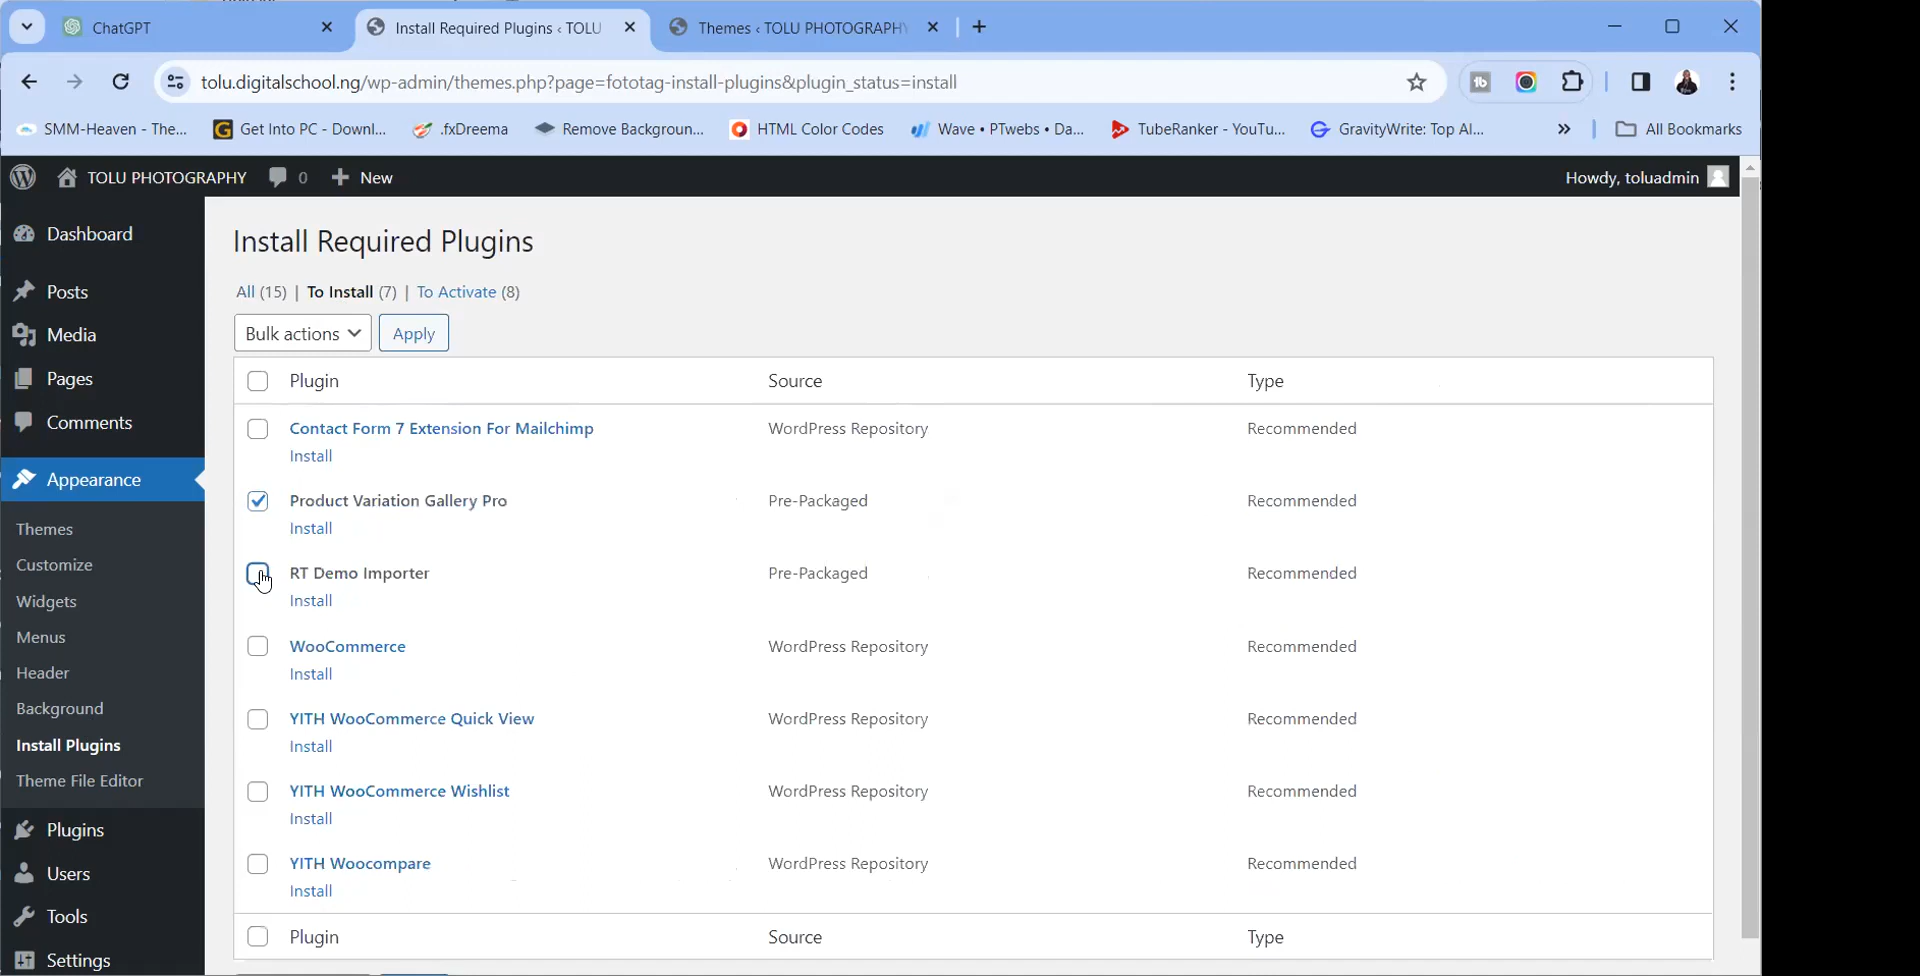 ChatGPT
Install Required Plugins ‹ TOLU
Themes ‹ TOLU PHOTOGRAPHY
tolu.digitalschool.ng/wp-admin/themes.php?page=fototag-install-plugins&plugin_status=install
SMM-Heaven - The...
Get Into PC - Downl...
.fxDreema
Remove Backgroun...
HTML Color Codes
Wave • PTwebs • Da...
TubeRanker - YouTu...
GravityWrite: Top Al...
All Bookmarks
TOLU PHOTOGRAPHY
0
New
Howdy, toluadmin
Dashboard
Posts
Media
Pages
Comments
Appearance
Themes
Customize
Widgets
Menus
Header
Background
Install Plugins
Theme File Editor
Plugins
Users
Tools
Settings
Install Required Plugins
All (15) | To Install (7) | To Activate (8)
Bulk actions
Apply
Plugin Source Type
Contact Form 7 Extension For Mailchimp WordPress Repository Recommended
Install
Product Variation Gallery Pro Pre-Packaged Recommended
Install
RT Demo Importer Pre-Packaged Recommended
Install
WooCommerce WordPress Repository Recommended
Install
YITH WooCommerce Quick View WordPress Repository Recommended
Install
YITH WooCommerce Wishlist WordPress Repository Recommended
Install
YITH Woocompare WordPress Repository Recommended
Install
Plugin Source Type